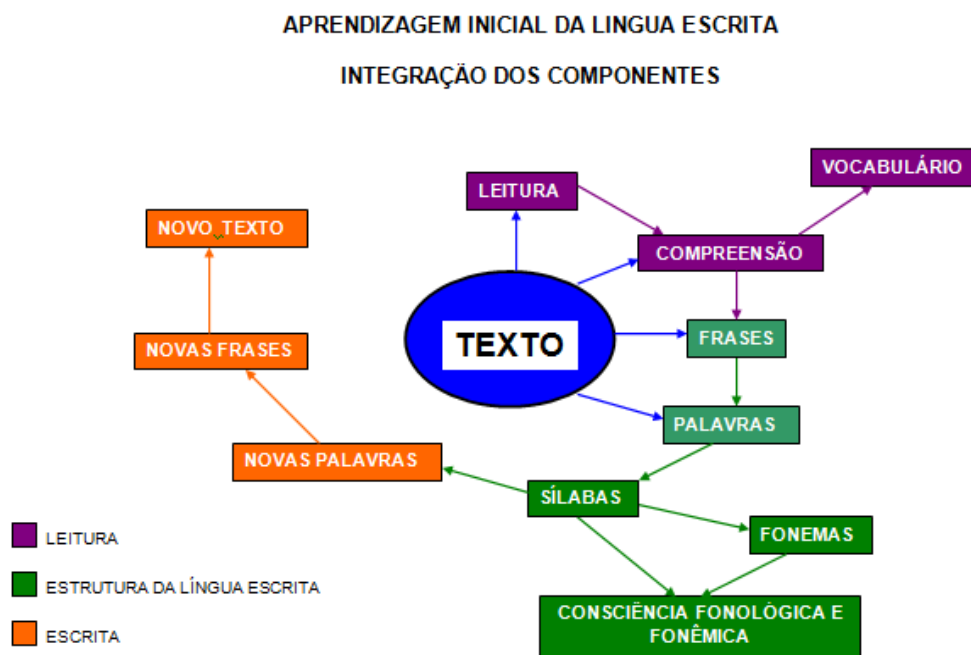 APRENDIZAGEM INICIAL DA LINGUA ESCRITA
INTEGRAÇÃO DOS COMPONENTES
VOCABULÁRIO
LEITURA
NOVO TEXTO
COMPREENSÃO
TEXTO
FRASES
NOVAS FRASES
PALAVRAS
NOVAS PALAVRAS
SÍLABAS
FONEMAS
CONSCIÊNCIA FONOLÓGICA E
FONÊMICA
LEITURA
ESTRUTURA DA LÍNGUA ESCRITA
ESCRITA